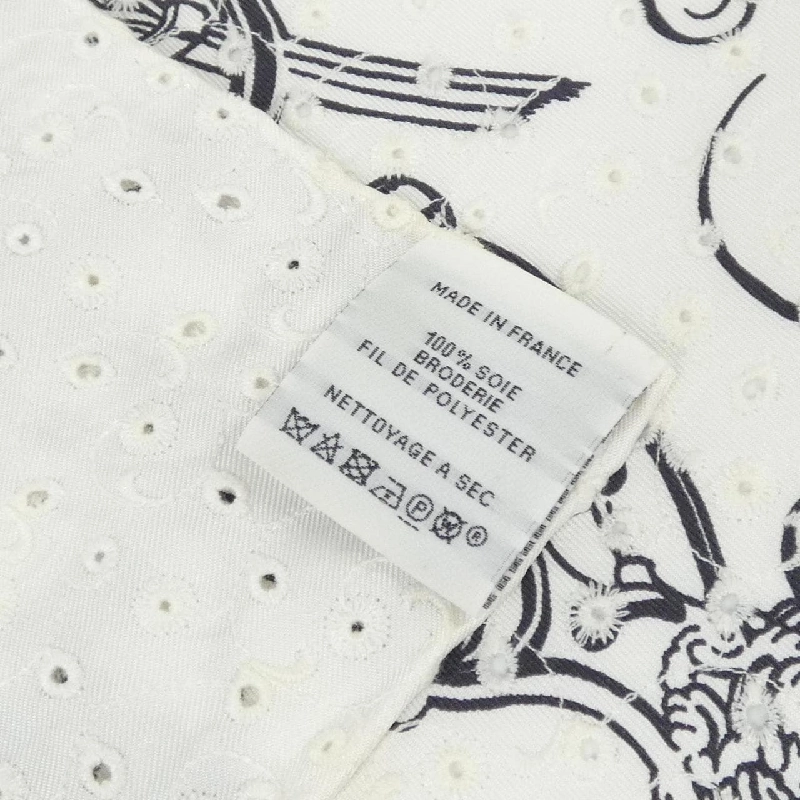 MADE IN FRANCE
100% SOIE
BRODERIE
FIL DE POLYESTER
NETTOYAGE A SEC
P W ®